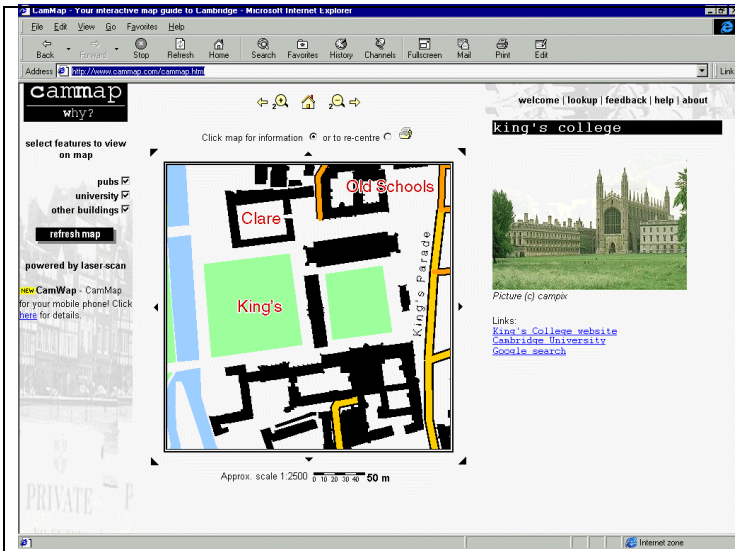 CamMap - Your interactive map guide to Cambridge - Microsoft Internet Explorer
File Edit View Go Favorites Help
Back Forward Stop Refresh Home Search Favorites History Channels Fullscreen Mail Print Edit
Address http://www.cammap.com/cammap.htm Link
cammap
why?
welcome | lookup | feedback | help | about
Click map for information or to re-centre
king's college
select features to view
on map
pubs
university
other buildings
refresh map
powered by laser-scan
NEW CamWap - CamMap
for your mobile phone! Click
here for details.
Old Schools
Clare
King's
King's Parade
Picture (c) campix
Links:
King's College website
Cambridge University
Google search
Approx. scale 1:2500 0 10 20 30 40 50 m
PRIVATE
Internet zone